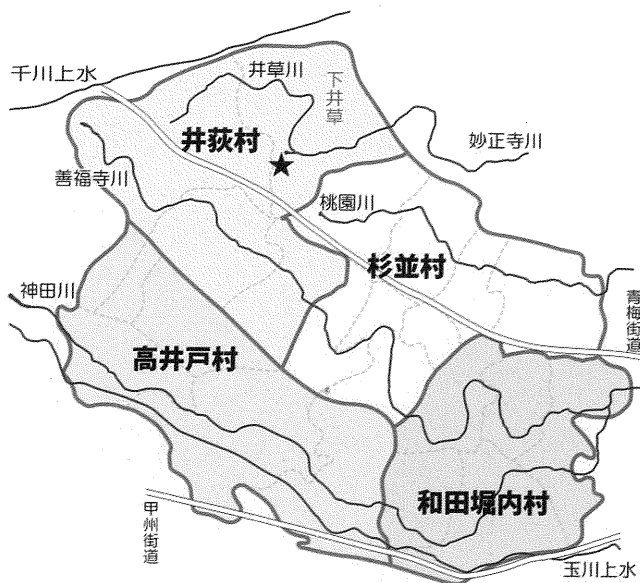 千川上水
井草川
下井草
井荻村
妙正寺川
善福寺川
桃園川
杉並村
神田川
青梅街道
高井戸村
和田堀内村
甲州街道
玉川上水